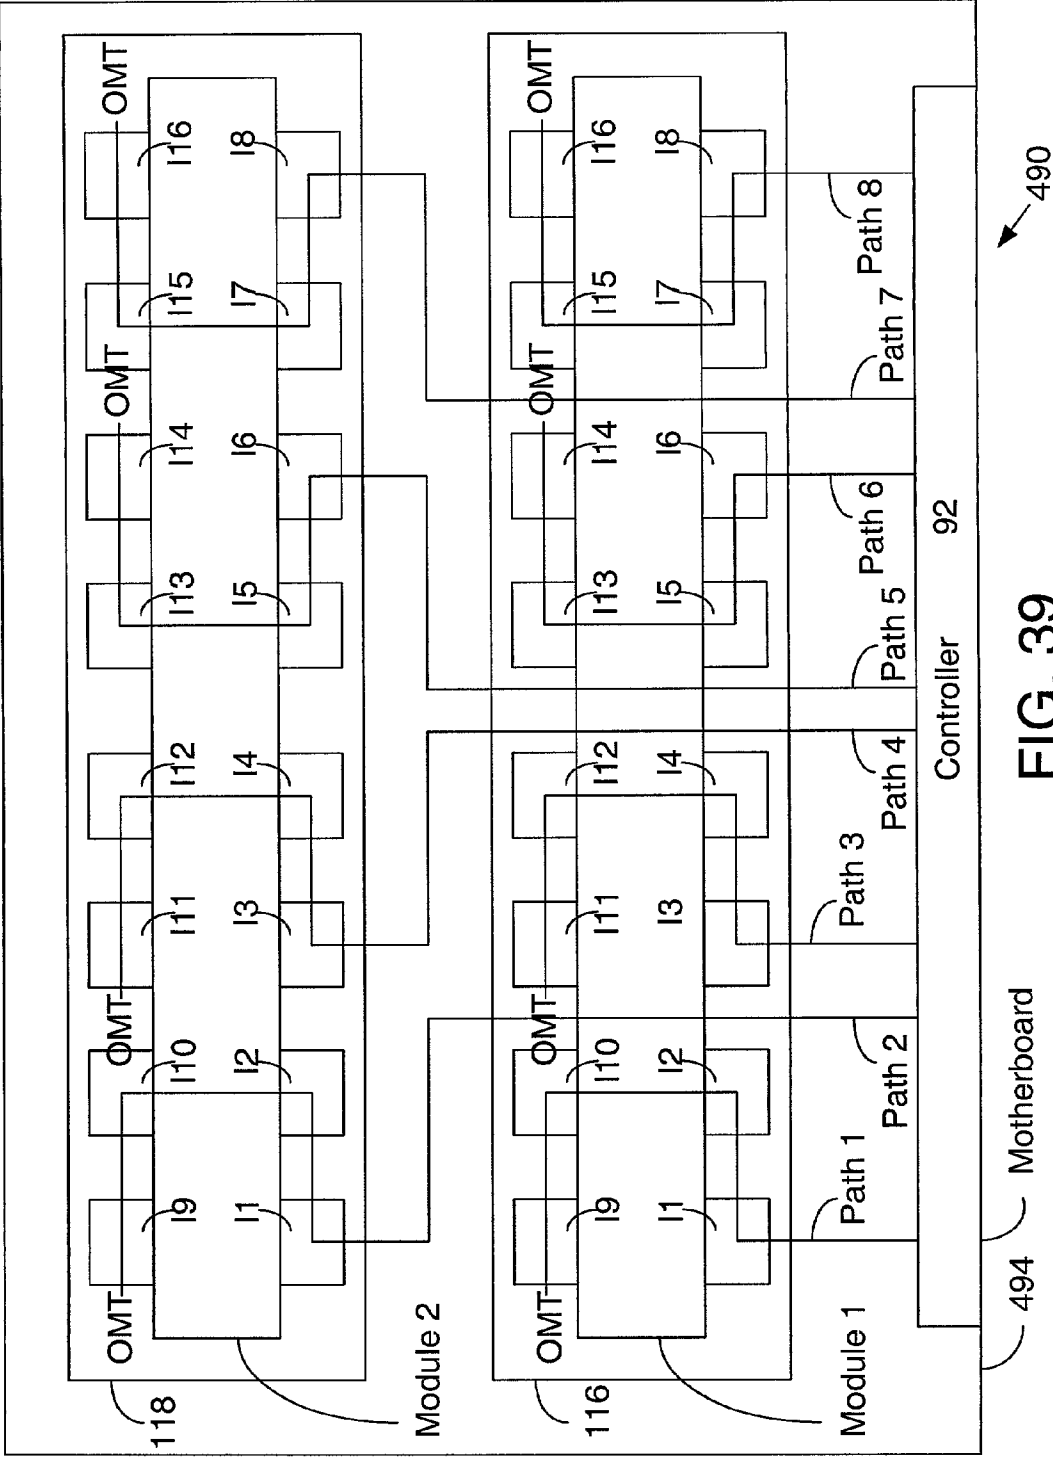 OMT OMT OMT OMT
118 I9 I10 I11 I12 I13 I14 I15 I16
I1 I2 I3 I4 I5 I6 I7 I8
Module 2
OMT OMT OMT OMT
116 I9 I10 I11 I12 I13 I14 I15 I16
I1 I2 I3 I4 I5 I6 I7 I8
Module 1 Path 1 Path 3 Path 6 Path 8
Path 2 Path 4 Path 5 Path 7
Controller 92
494 Motherboard 490
FIG. 39